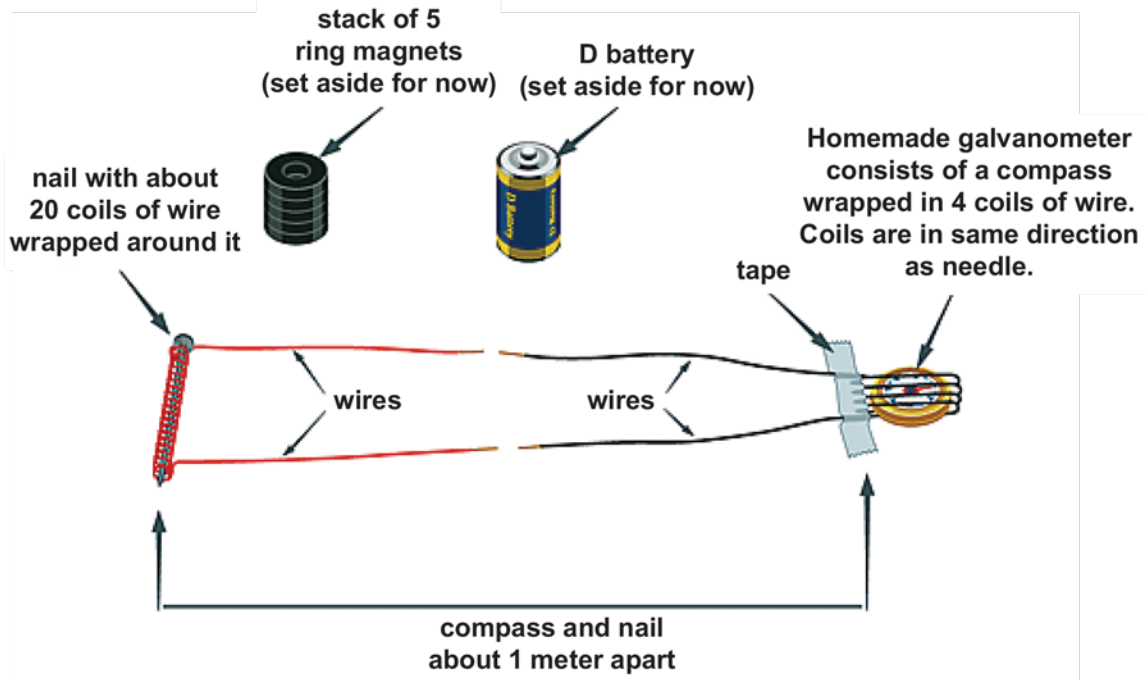 stack of 5
ring magnets
(set aside for now)
D battery
(set aside for now)
Homemade galvanometer
consists of a compass
wrapped in 4 coils of wire.
Coils are in same direction
as needle.
nail with about
20 coils of wire
wrapped around it
tape
D Battery
wires
wires
compass and nail
about 1 meter apart